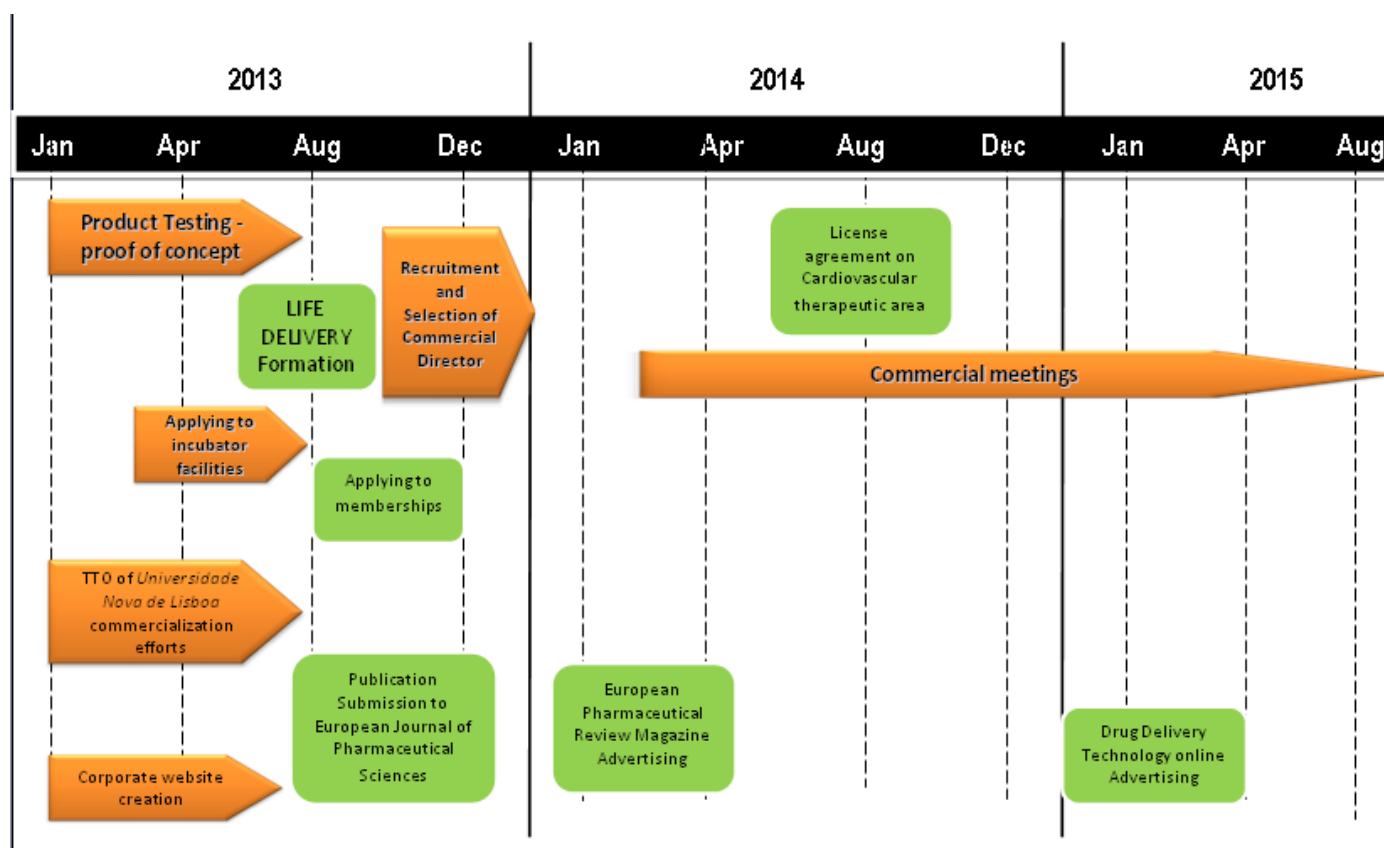 2013
2014
2015
Jan Apr Aug Dec Jan Apr Aug Dec Jan Apr Aug
Product Testing -
proof of concept
LIFE
DELIVERY
Formation
Recruitment
and
Selection of
Commercial
Director
License
agreement on
Cardiovascular
therapeutic area
Commercial meetings
Applying to
incubator
facilities
Applying to
memberships
TTO of Universidade
Nova de Lisboa
commercialization
efforts
Publication
Submission to
European Journal of
Pharmaceutical
Sciences
European
Pharmaceutical
Review Magazine
Advertising
Drug Delivery
Technology online
Advertising
Corporate website
creation